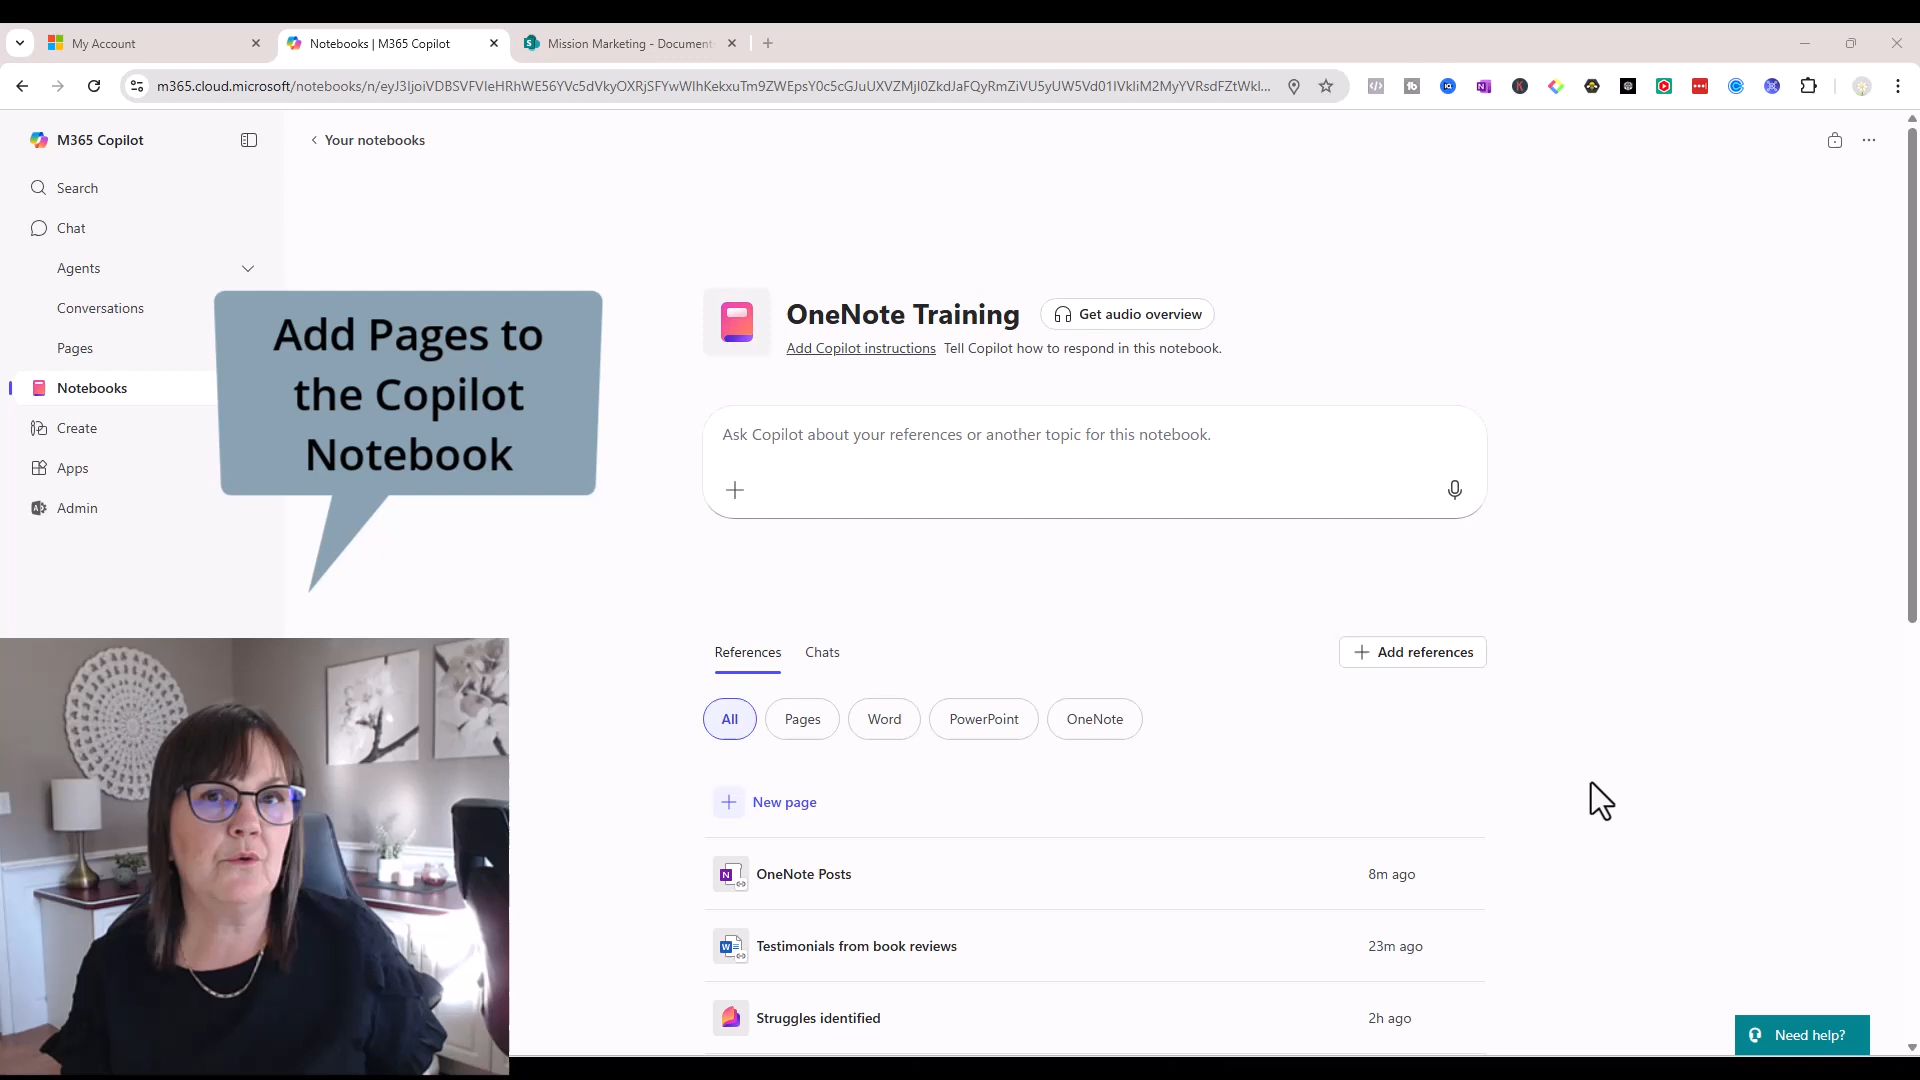 My Account
Notebooks | M365 Copilot
Mission Marketing - Document
m365.cloud.microsoft/notebooks/n/
M365 Copilot
Search
Chat
Agents
Conversations
Pages
Notebooks
Create
Apps
Admin
Your notebooks
Add Pages to
the Copilot
Notebook
OneNote Training
Get audio overview
Add Copilot instructions Tell Copilot how to respond in this notebook.
Ask Copilot about your references or another topic for this notebook.
References
Chats
Add references
All
Pages
Word
PowerPoint
OneNote
New page
OneNote Posts
8m ago
Testimonials from book reviews
23m ago
Struggles identified
2h ago
Need help?